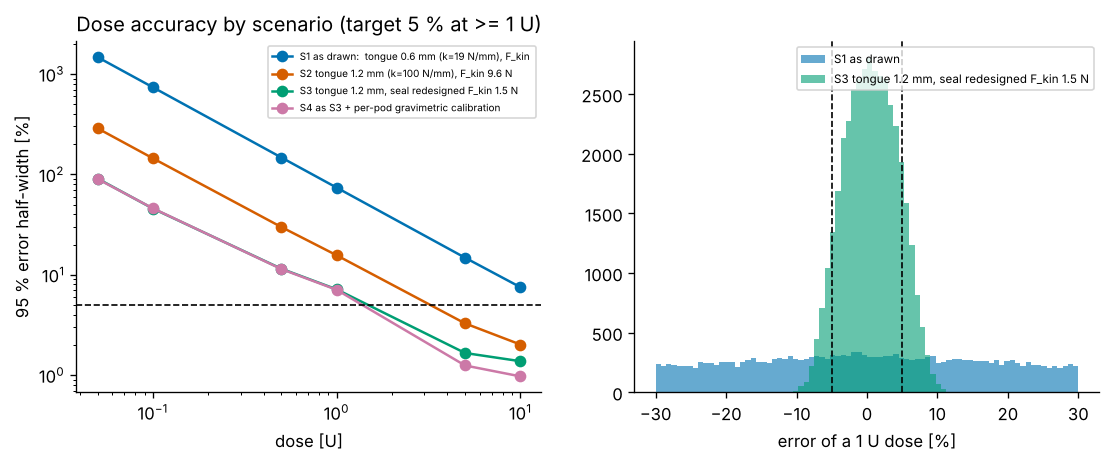 Dose accuracy by scenario (target 5 % at >= 1 U)
S1 as drawn:  tongue 0.6 mm (k=19 N/mm), F_kin
S2 tongue 1.2 mm (k=100 N/mm), F_kin 9.6 N
S3 tongue 1.2 mm, seal redesigned F_kin 1.5 N
S4 as S3 + per-pod gravimetric calibration
95 % error half-width [%]
10³
10²
10¹
10⁰
10⁻¹
10⁰
10¹
dose [U]
S1 as drawn
S3 tongue 1.2 mm, seal redesigned F_kin 1.5 N
2500
2000
1500
1000
500
0
−30
−20
−10
0
10
20
30
error of a 1 U dose [%]